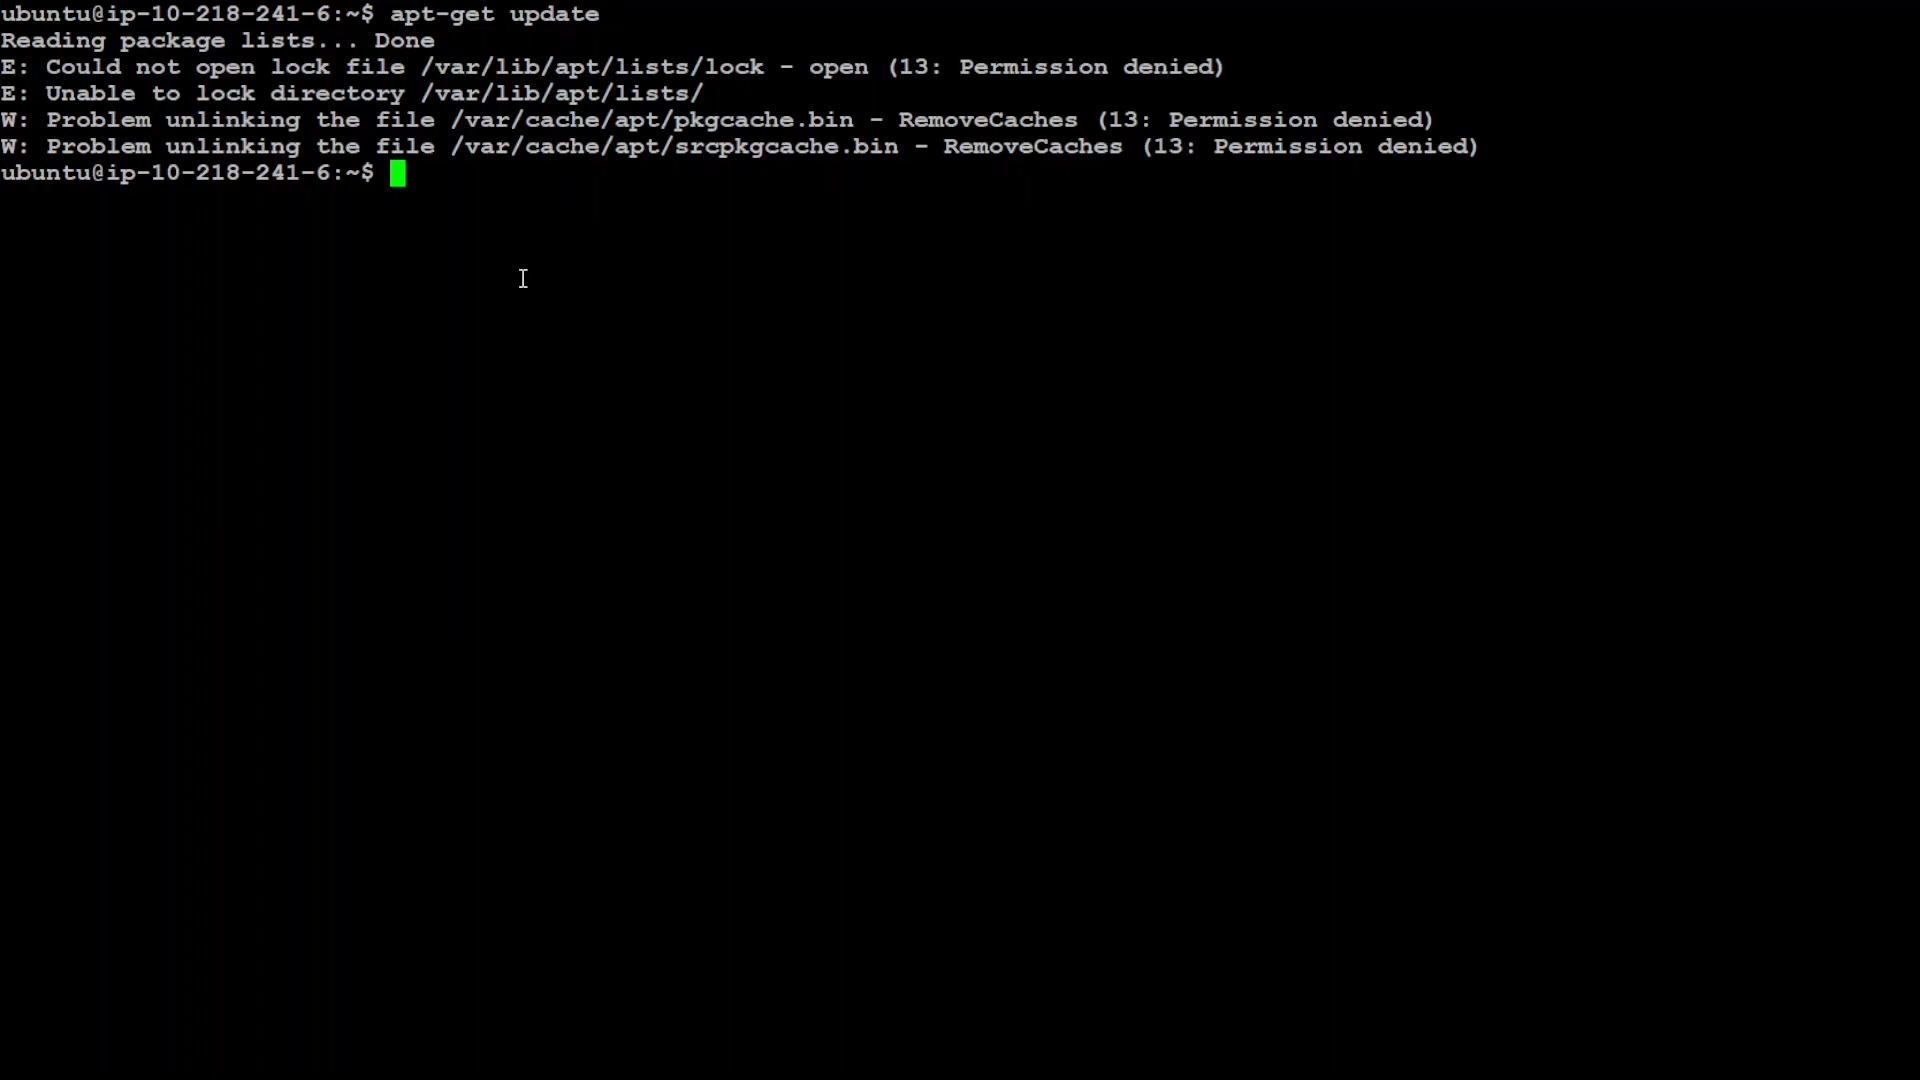 ubuntu@ip-10-218-241-6:~$ apt-get update
Reading package lists... Done
E: Could not open lock file /var/lib/apt/lists/lock - open (13: Permission denied)
E: Unable to lock directory /var/lib/apt/lists/
W: Problem unlinking the file /var/cache/apt/pkgcache.bin - RemoveCaches (13: Permission denied)
W: Problem unlinking the file /var/cache/apt/srcpkgcache.bin - RemoveCaches (13: Permission denied)
ubuntu@ip-10-218-241-6:~$